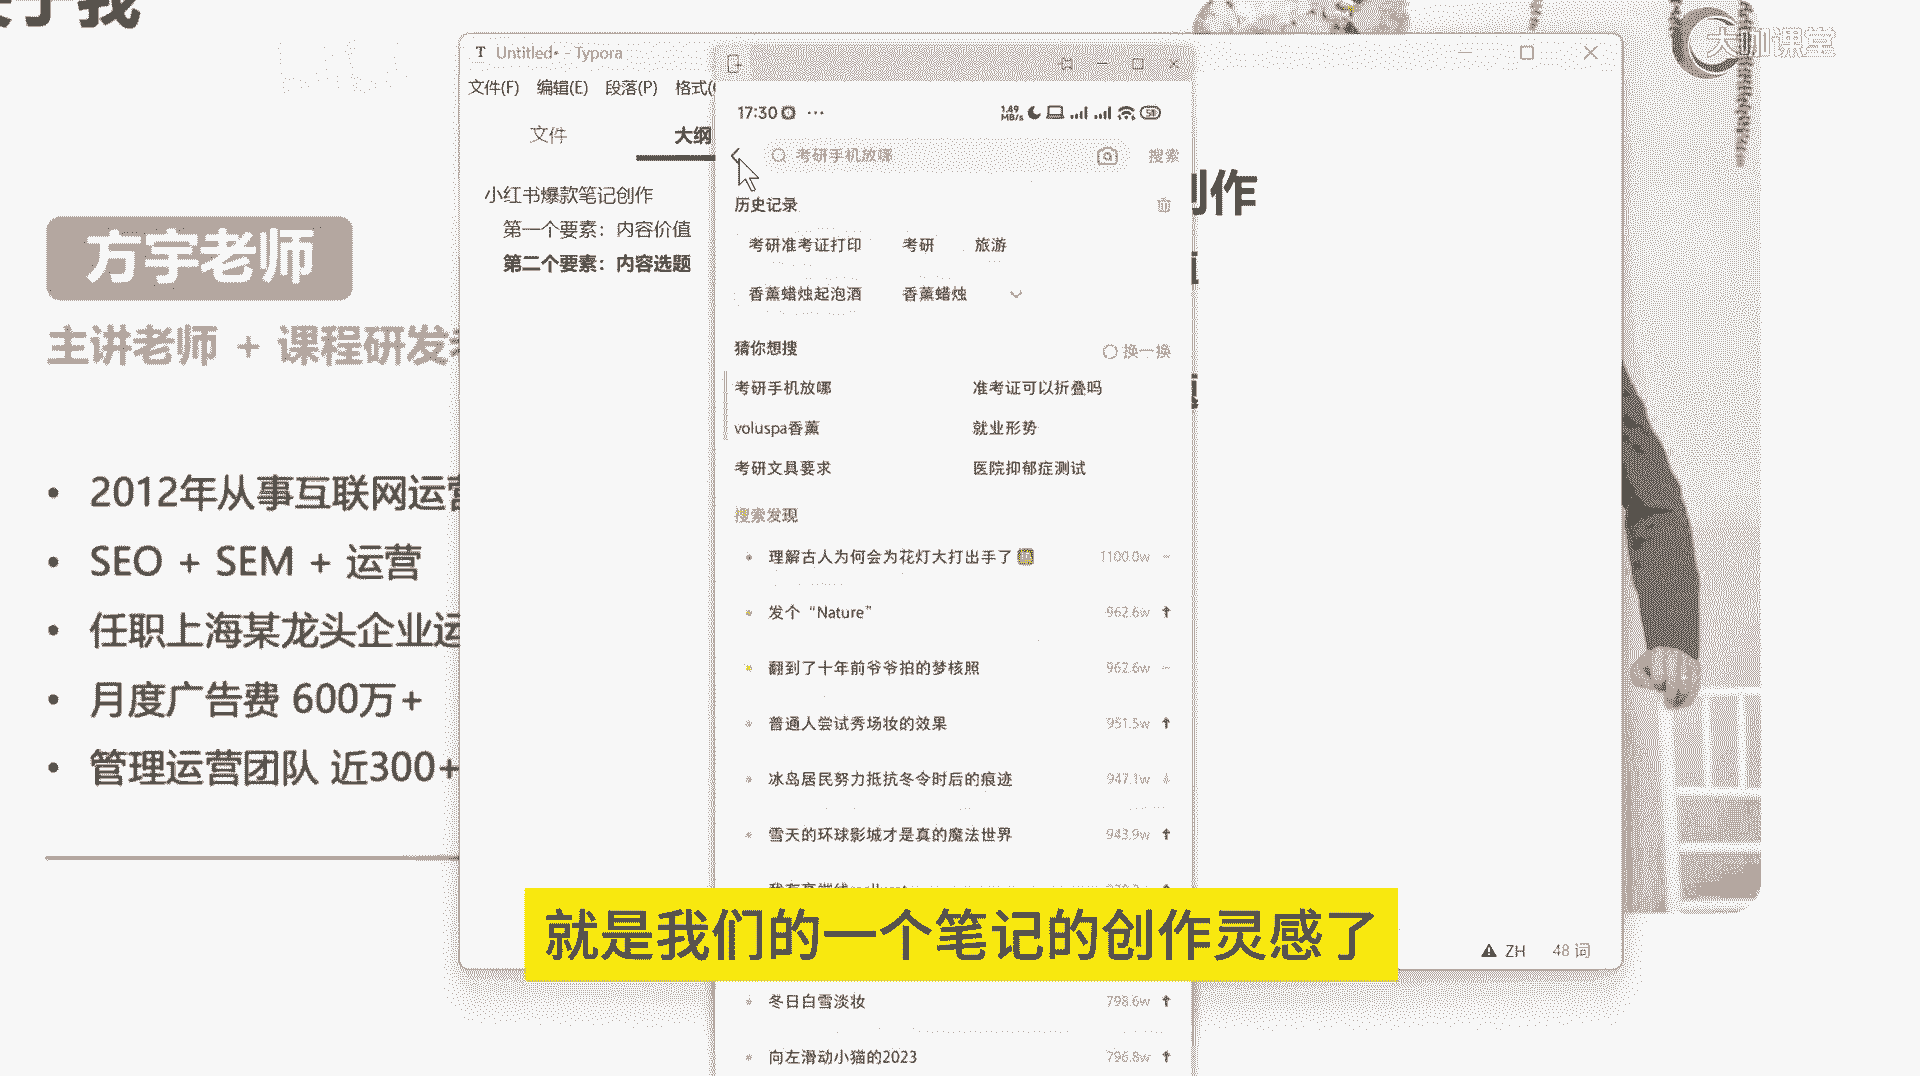 于我
大咖课堂
Untitled• - Typora
文件(F) 编辑(E) 段落(P) 格式(
文件
大纲
小红书爆款笔记创作
第一个要素：内容价值
第二个要素：内容选题
方宇老师
主讲老师 + 课程研发
2012年从事互联网运营
SEO + SEM + 运营
任职上海某龙头企业运
月度广告费 600万+
管理运营团队 近300+
17:30 ···
1.49 MB/s
考研手机放哪
搜索
历史记录
考研准考证打印 考研 旅游
香薰蜡烛起泡酒 香薰蜡烛
猜你想搜
换一换
考研手机放哪 准考证可以折叠吗
voluspa香薰 就业形势
考研文具要求 医院抑郁症测试
搜索发现
理解古人为何会为花灯大打出手了 1100.0w
发个“Nature” 962.6w
翻到了十年前爷爷拍的梦核照 962.6w
普通人尝试秀场妆的效果 951.5w
冰岛居民努力抵抗冬令时后的痕迹 947.1w
雪天的环球影城才是真的魔法世界 943.9w
冬日白雪淡妆 798.6w
向左滑动小猫的2023 796.8w
创作
就是我们的一个笔记的创作灵感了
ZH 48 词